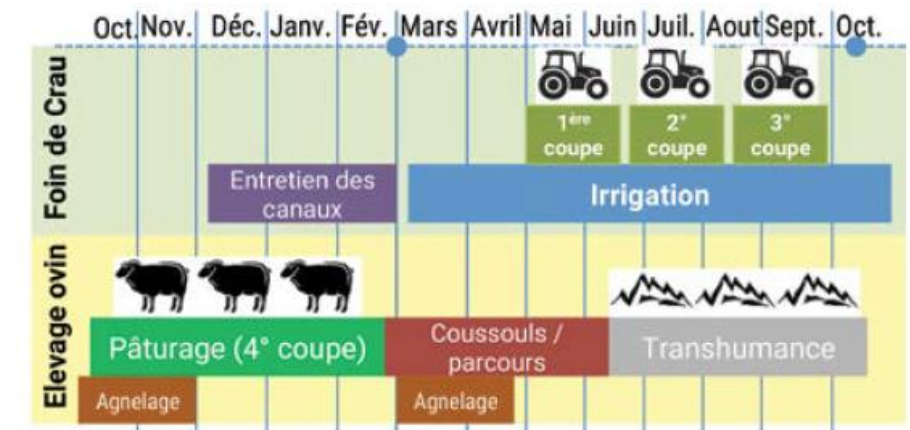 Oct. Nov. Déc. Janv. Fév. Mars Avril Mai Juin Juil. Aout Sept. Oct.
Foin de Crau
1ère
coupe
2°
coupe
3°
coupe
Entretien des
canaux
Irrigation
Elevage ovin
Pâturage (4° coupe)
Coussouls /
parcours
Transhumance
Agnelage
Agnelage